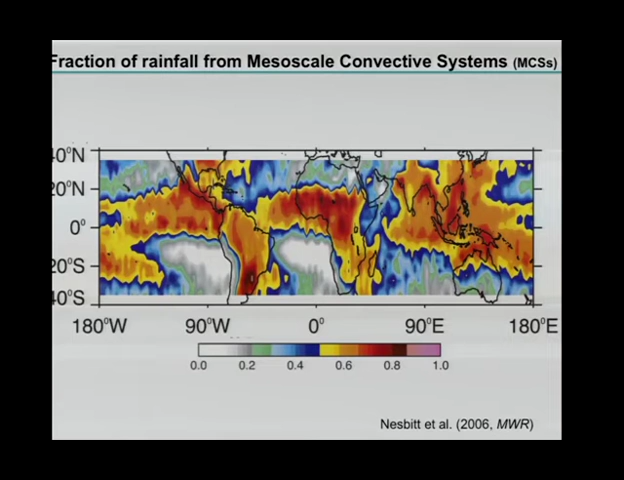 Fraction of rainfall from Mesoscale Convective Systems (MCSs)
40°N
20°N
0°
20°S
40°S
180°W 90°W 0° 90°E 180°E
0.0 0.2 0.4 0.6 0.8 1.0
Nesbitt et al. (2006, MWR)